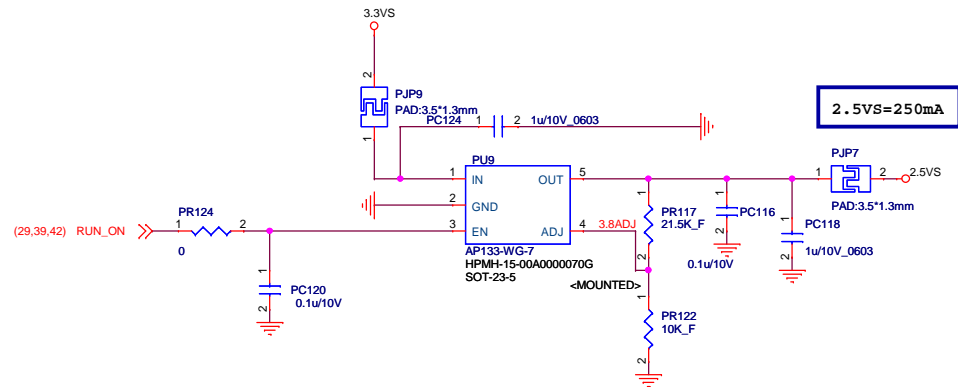 3.3VS
2
PJP9
PAD:3.5*1.3mm
1
PC124
1
2
1u/10V_0603
2.5VS=250mA
PU9
1
IN
OUT
5
2
GND
3
EN
ADJ
4
3.8ADJ
AP133-WG-7
HPMH-15-00A0000070G
SOT-23-5
<MOUNTED>
PJP7
1
2
2.5VS
PAD:3.5*1.3mm
1
PR117
21.5K_F
2
1
PC116
2
0.1u/10V
1
PC118
2
1u/10V_0603
(29,39,42) RUN_ON
PR124
1
2
0
1
PC120
2
0.1u/10V
1
PR122
10K_F
2